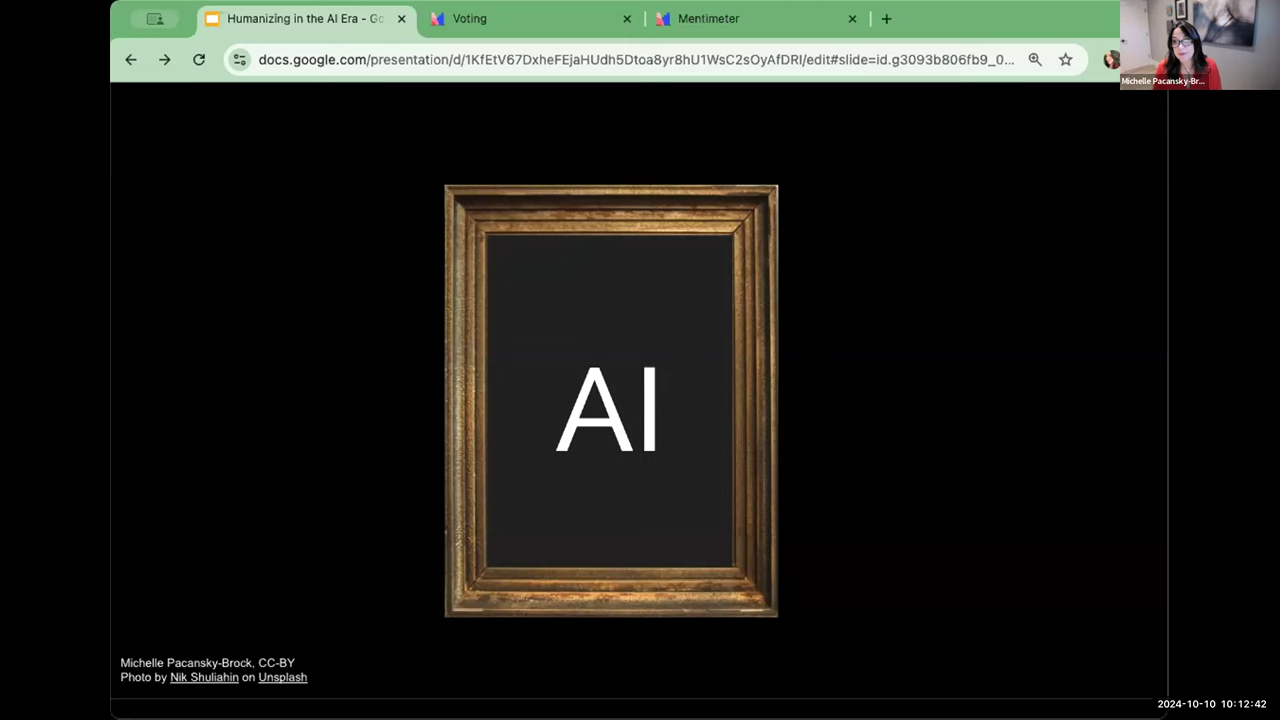 Humanizing in the AI Era - Go
Voting
Mentimeter
docs.google.com/presentation/d/1KfEtV67DxheFEjaHUdh5Dtoa8yr8hU1WsC2sOyAfDRI/edit#slide=id.g3093b806fb9_0...
Michelle Pacansky-Br...
AI
Michelle Pacansky-Brock, CC-BY
Photo by Nik Shuliahin on Unsplash
2024-10-10 10:12:42